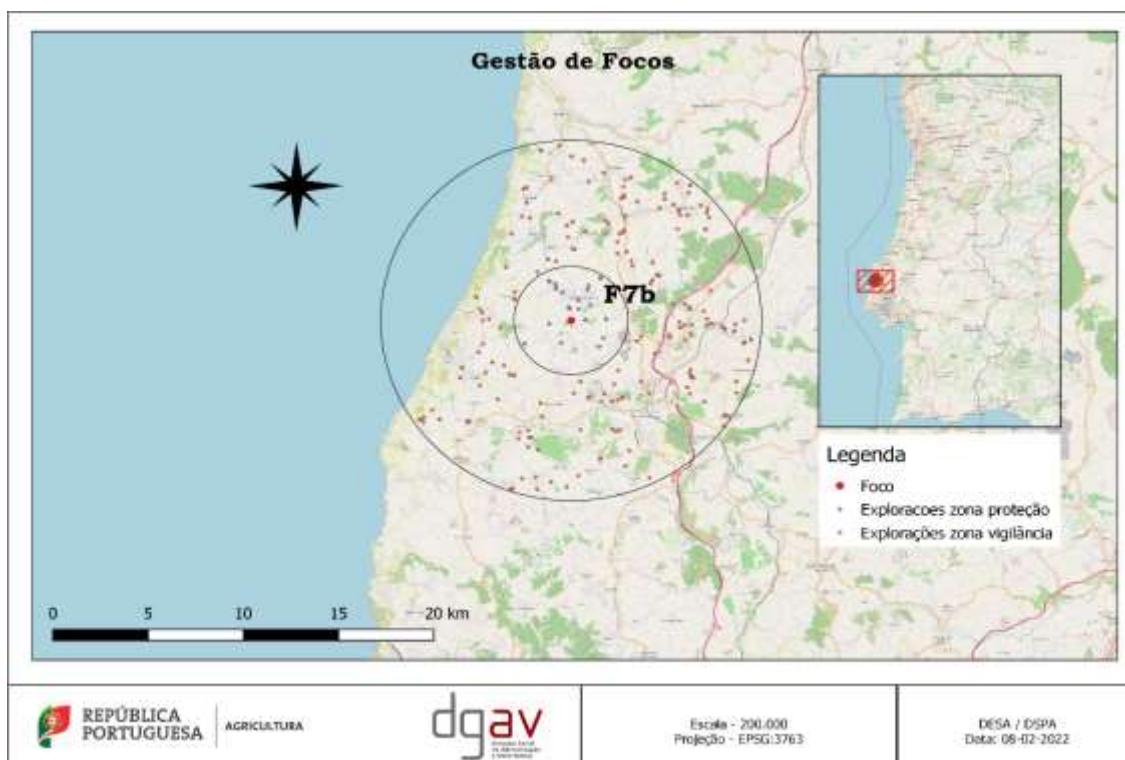 Gestão de Focos
F7b
Legenda
Foco
Exploracoes zona proteção
Explorações zona vigilância
0 5 10 15 20 km
REPÚBLICA
PORTUGUESA
AGRICULTURA
dgav
Escala - 200.000
Projeção - EPSG:3763
DESA / DSPA
Data: 08-02-2022